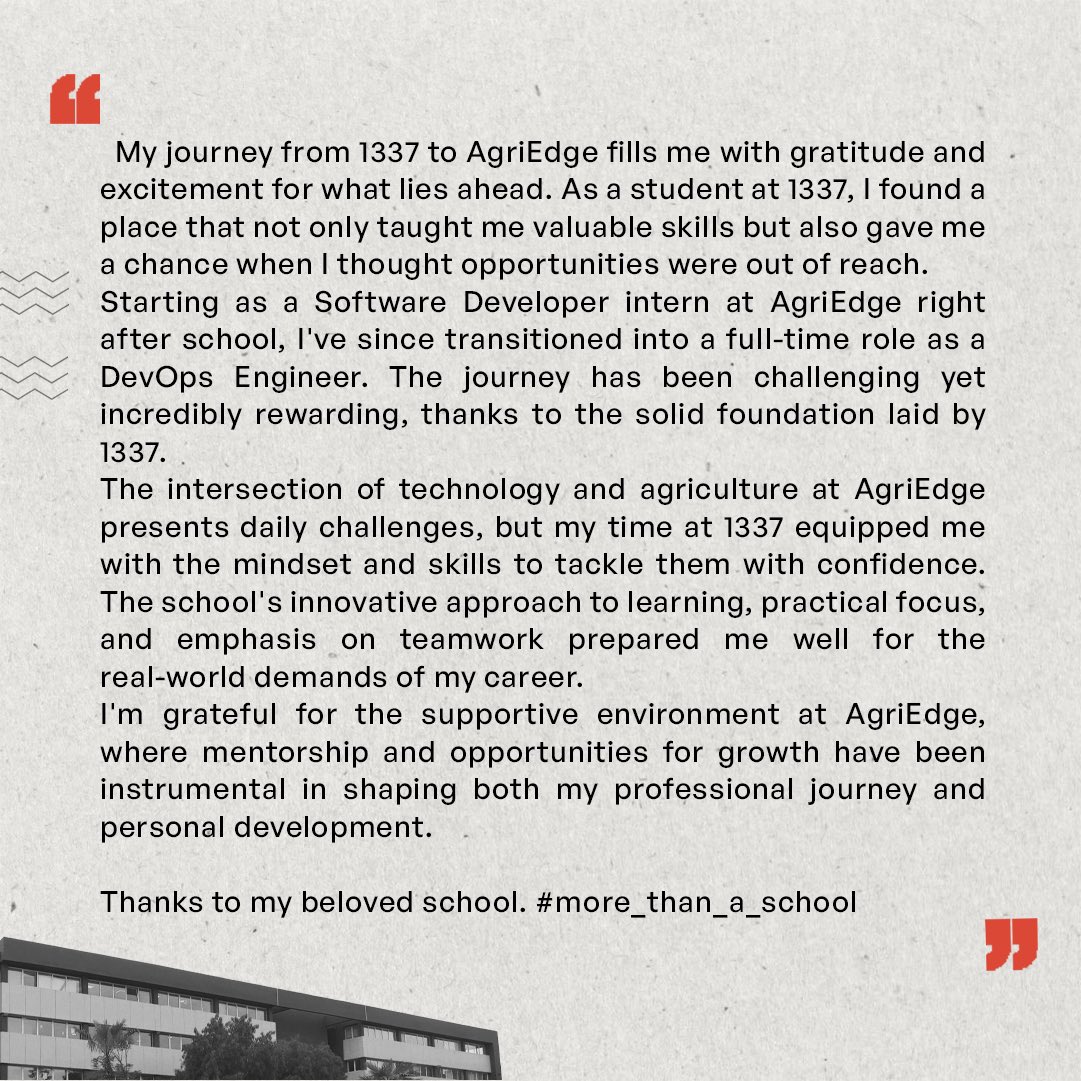 ❝
My journey from 1337 to AgriEdge fills me with gratitude and
excitement for what lies ahead. As a student at 1337, I found a
place that not only taught me valuable skills but also gave me
a chance when I thought opportunities were out of reach.
Starting as a Software Developer intern at AgriEdge right
after school, I've since transitioned into a full-time role as a
DevOps Engineer. The journey has been challenging yet
incredibly rewarding, thanks to the solid foundation laid by
1337.
The intersection of technology and agriculture at AgriEdge
presents daily challenges, but my time at 1337 equipped me
with the mindset and skills to tackle them with confidence.
The school's innovative approach to learning, practical focus,
and emphasis on teamwork prepared me well for the
real-world demands of my career.
I'm grateful for the supportive environment at AgriEdge,
where mentorship and opportunities for growth have been
instrumental in shaping both my professional journey and
personal development.
Thanks to my beloved school. #more_than_a_school
❞